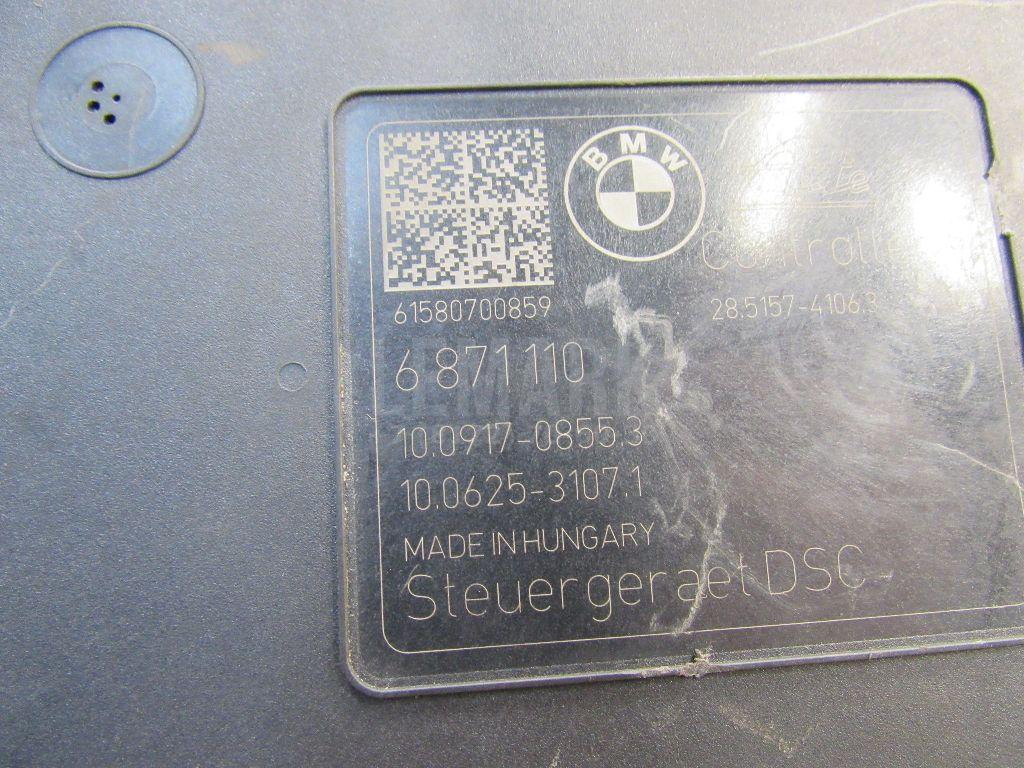 BMW
61580700859
28.5157-4106.3
6 871 110
10.0917-0855.3
10.0625-3107.1
MADE IN HUNGARY
Steuergeraet DSC